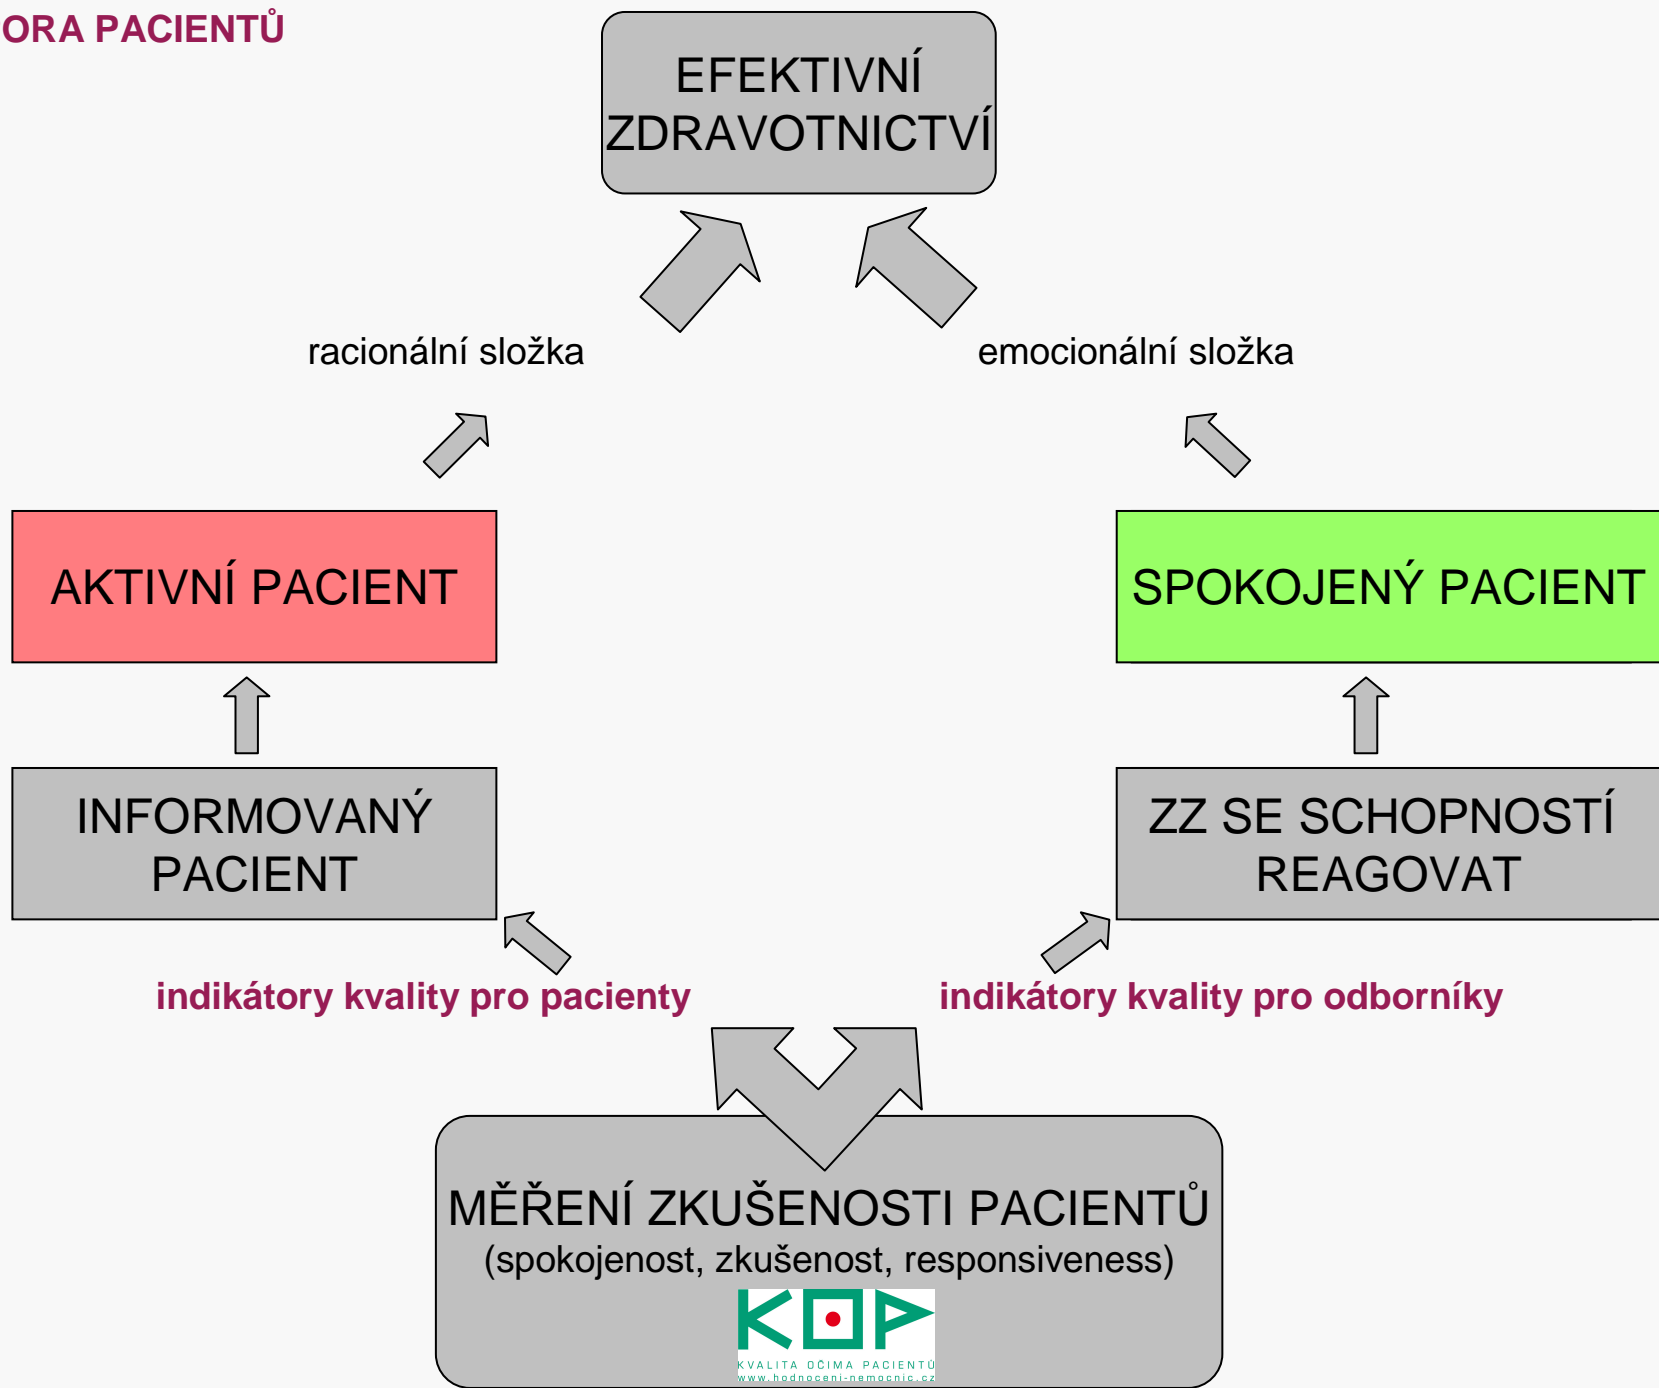 ORA PACIENTŮ
EFEKTIVNÍ
ZDRAVOTNICTVÍ
racionální složka
emocionální složka
AKTIVNÍ PACIENT
SPOKOJENÝ PACIENT
INFORMOVANÝ
PACIENT
ZZ SE SCHOPNOSTÍ
REAGOVAT
indikátory kvality pro pacienty
indikátory kvality pro odborníky
MĚŘENÍ ZKUŠENOSTI PACIENTŮ
(spokojenost, zkušenost, responsiveness)
KOP
KVALITA OČIMA PACIENTŮ
www.hodnoceni-nemocnic.cz